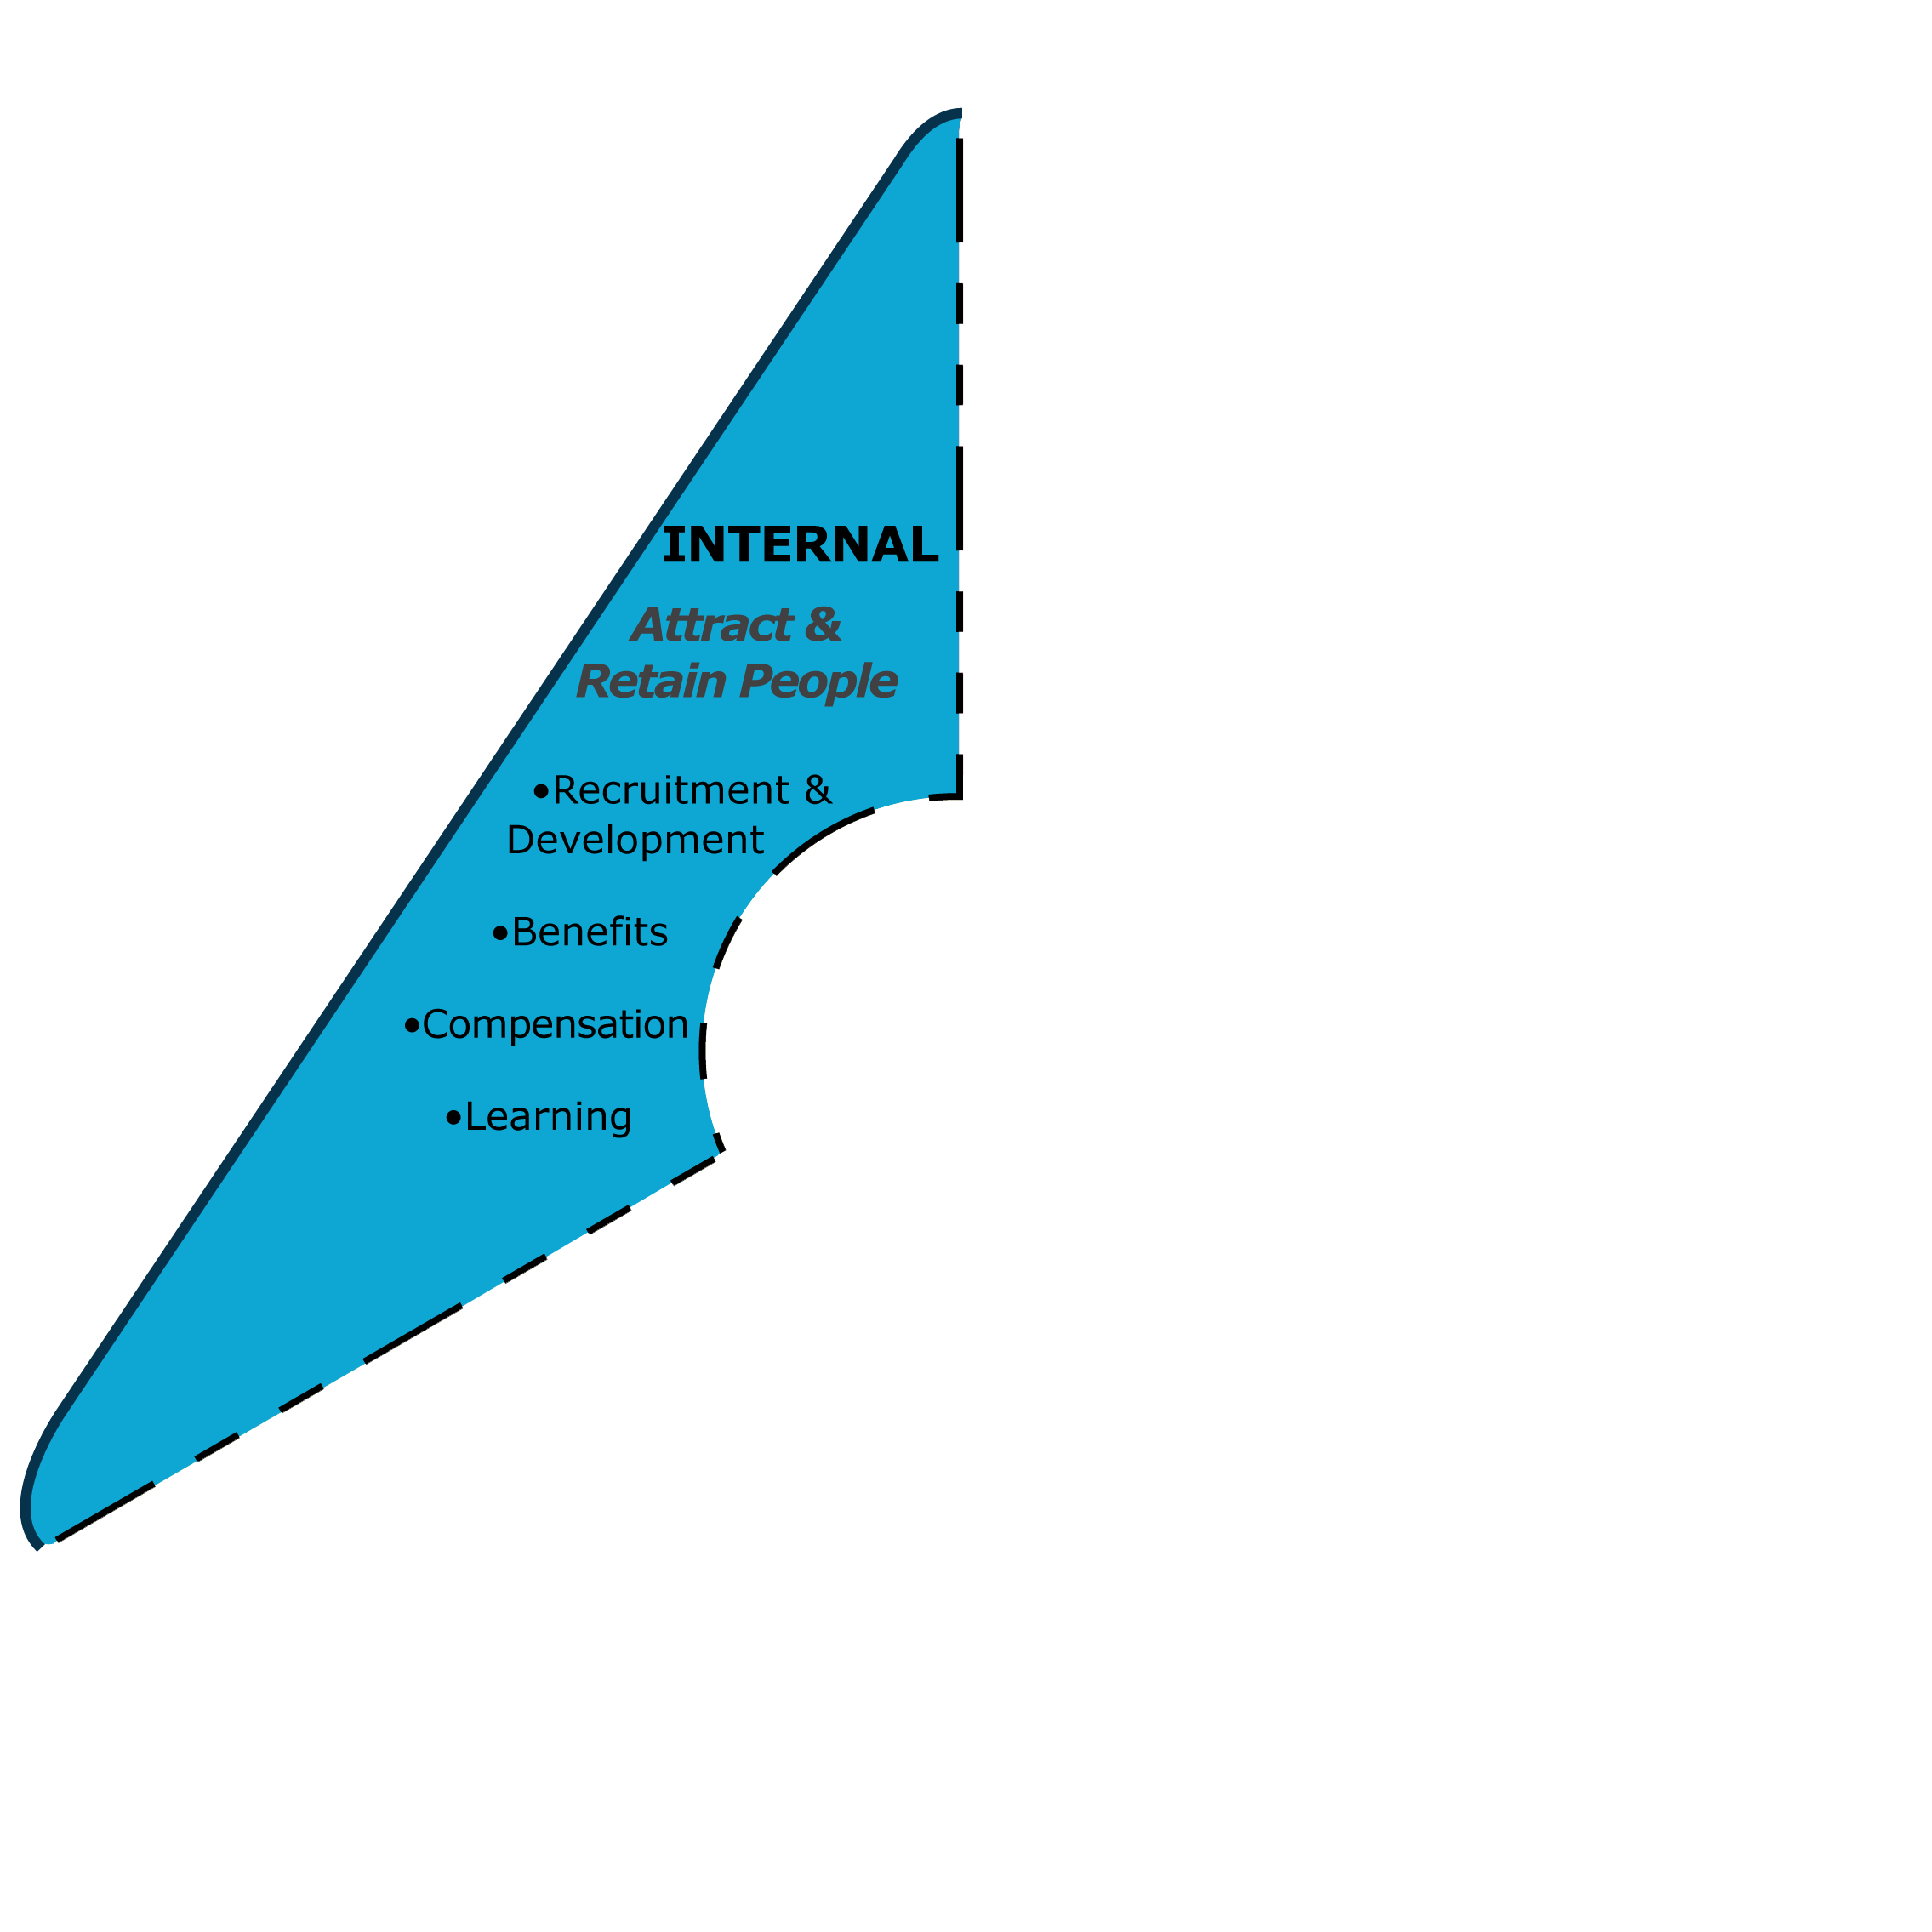 INTERNAL
Attract &
Retain People
•Recruitment &
Development
•Benefits
•Compensation
•Learning